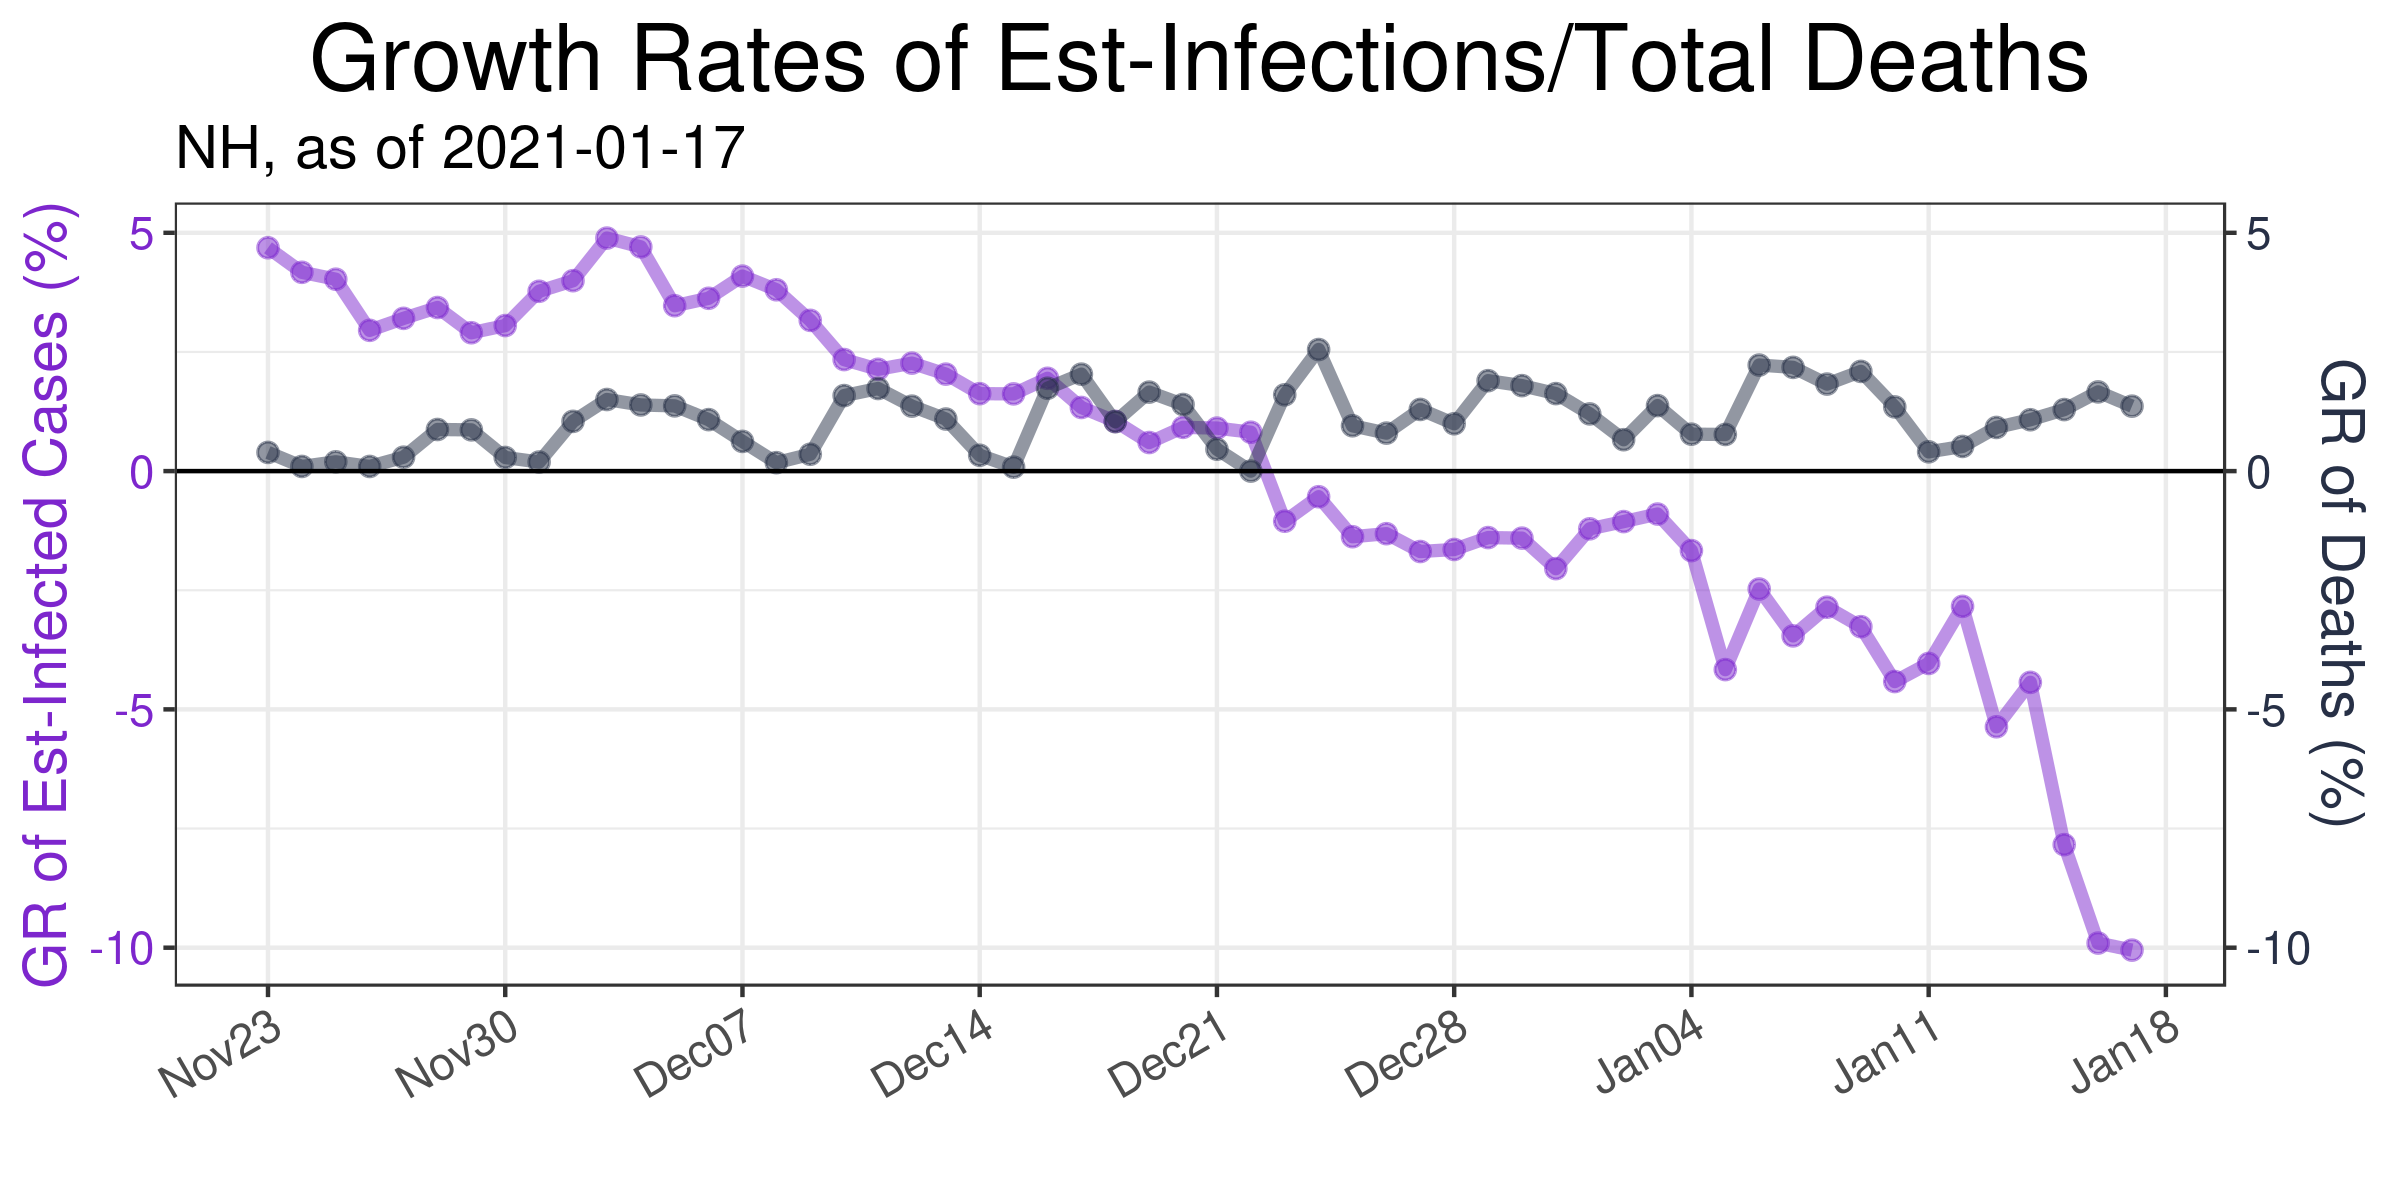 Growth Rates of Est-Infections/Total Deaths
NH, as of 2021-01-17
GR of Est-Infected Cases (%)
5
0
-5
-10
5
0
-5
-10
GR of Deaths (%)
Nov23
Nov30
Dec07
Dec14
Dec21
Dec28
Jan04
Jan11
Jan18